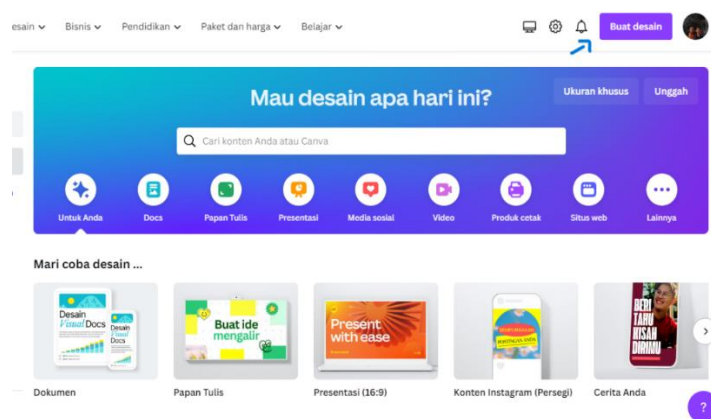 esain
Bisnis
Pendidikan
Paket dan harga
Belajar
Buat desain
Mau desain apa hari ini?
Ukuran khusus
Unggah
Cari konten Anda atau Canva
Untuk Anda
Docs
Papan Tulis
Presentasi
Media sosial
Video
Produk cetak
Situs web
Lainnya
Mari coba desain ...
Desain
Visual Docs
Desain
Visual Docs
Buat ide
mengalir
Present
with ease
POSTINGAN ANDA
BERI
TAHU
KISAH
DIRIMU
Dokumen
Papan Tulis
Presentasi (16:9)
Konten Instagram (Persegi)
Cerita Anda
?